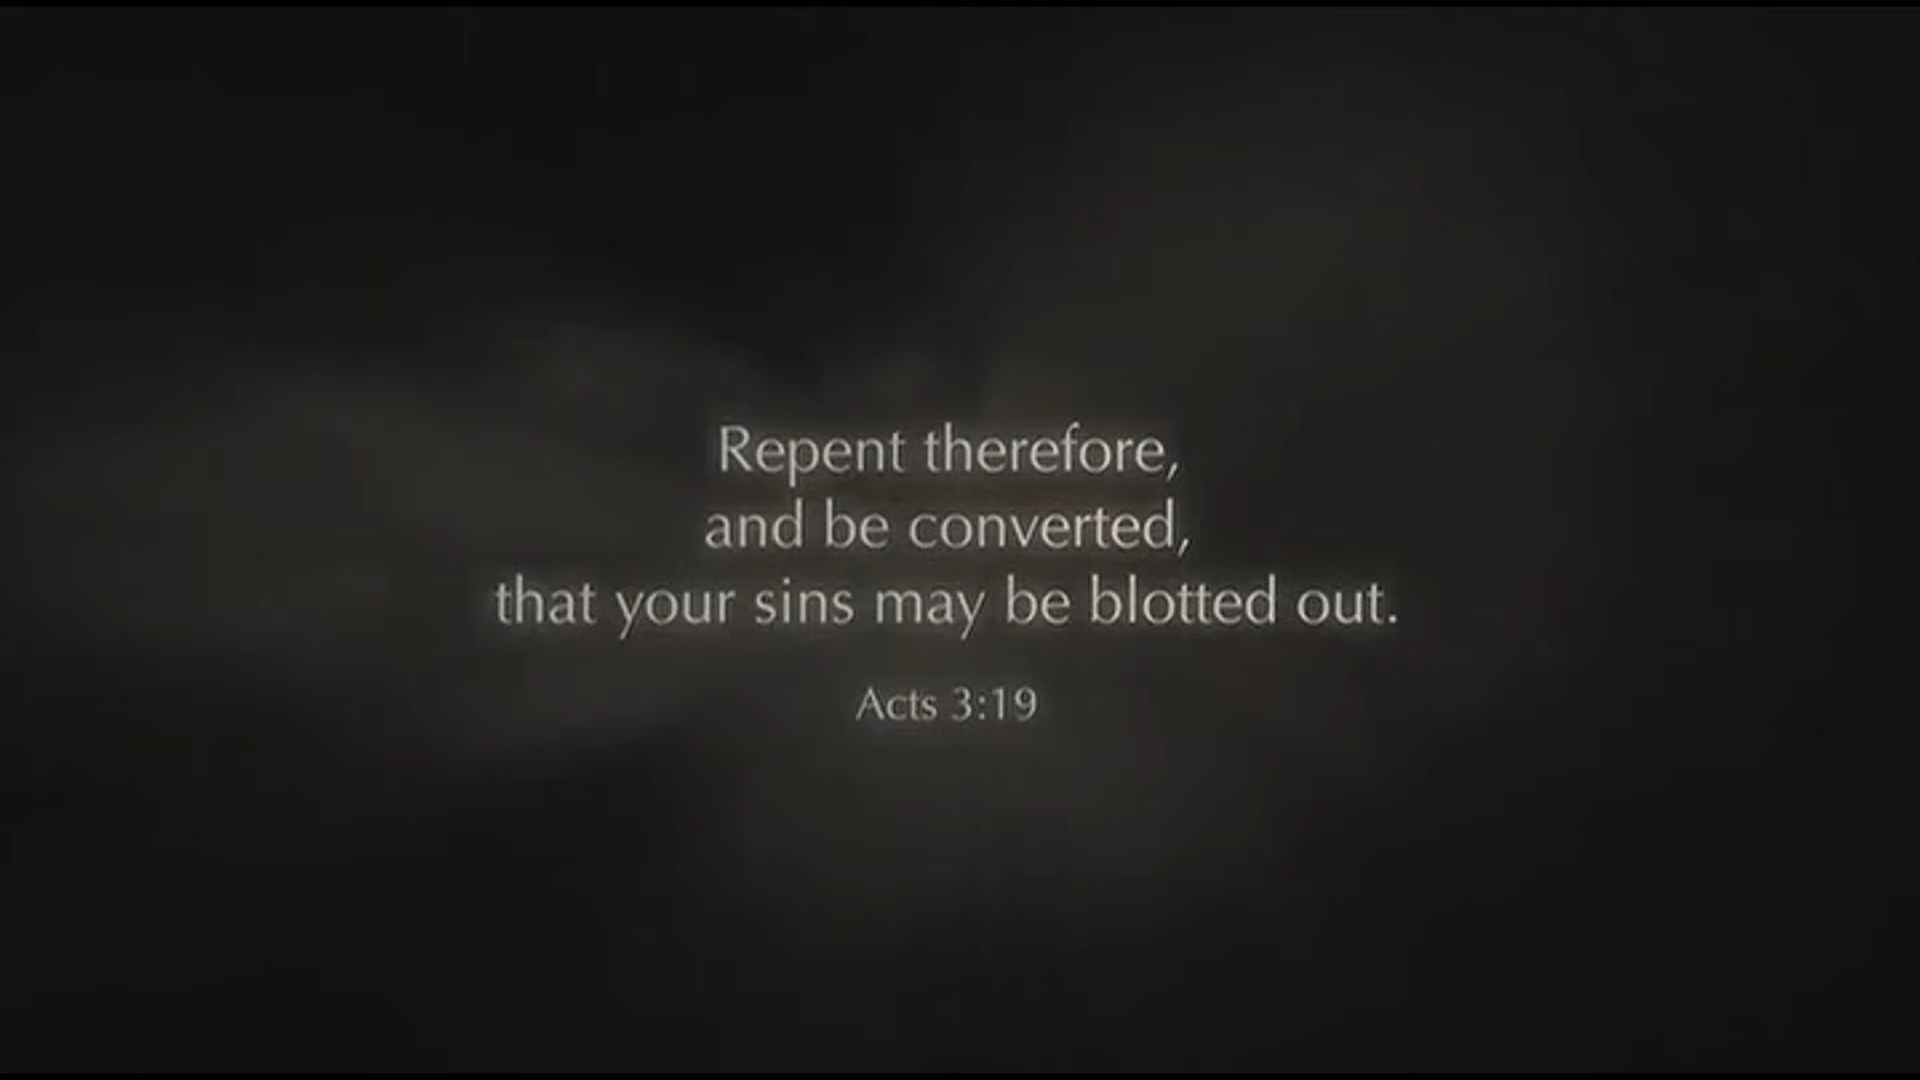 Repent therefore,
and be converted,
that your sins may be blotted out.
Acts 3:19